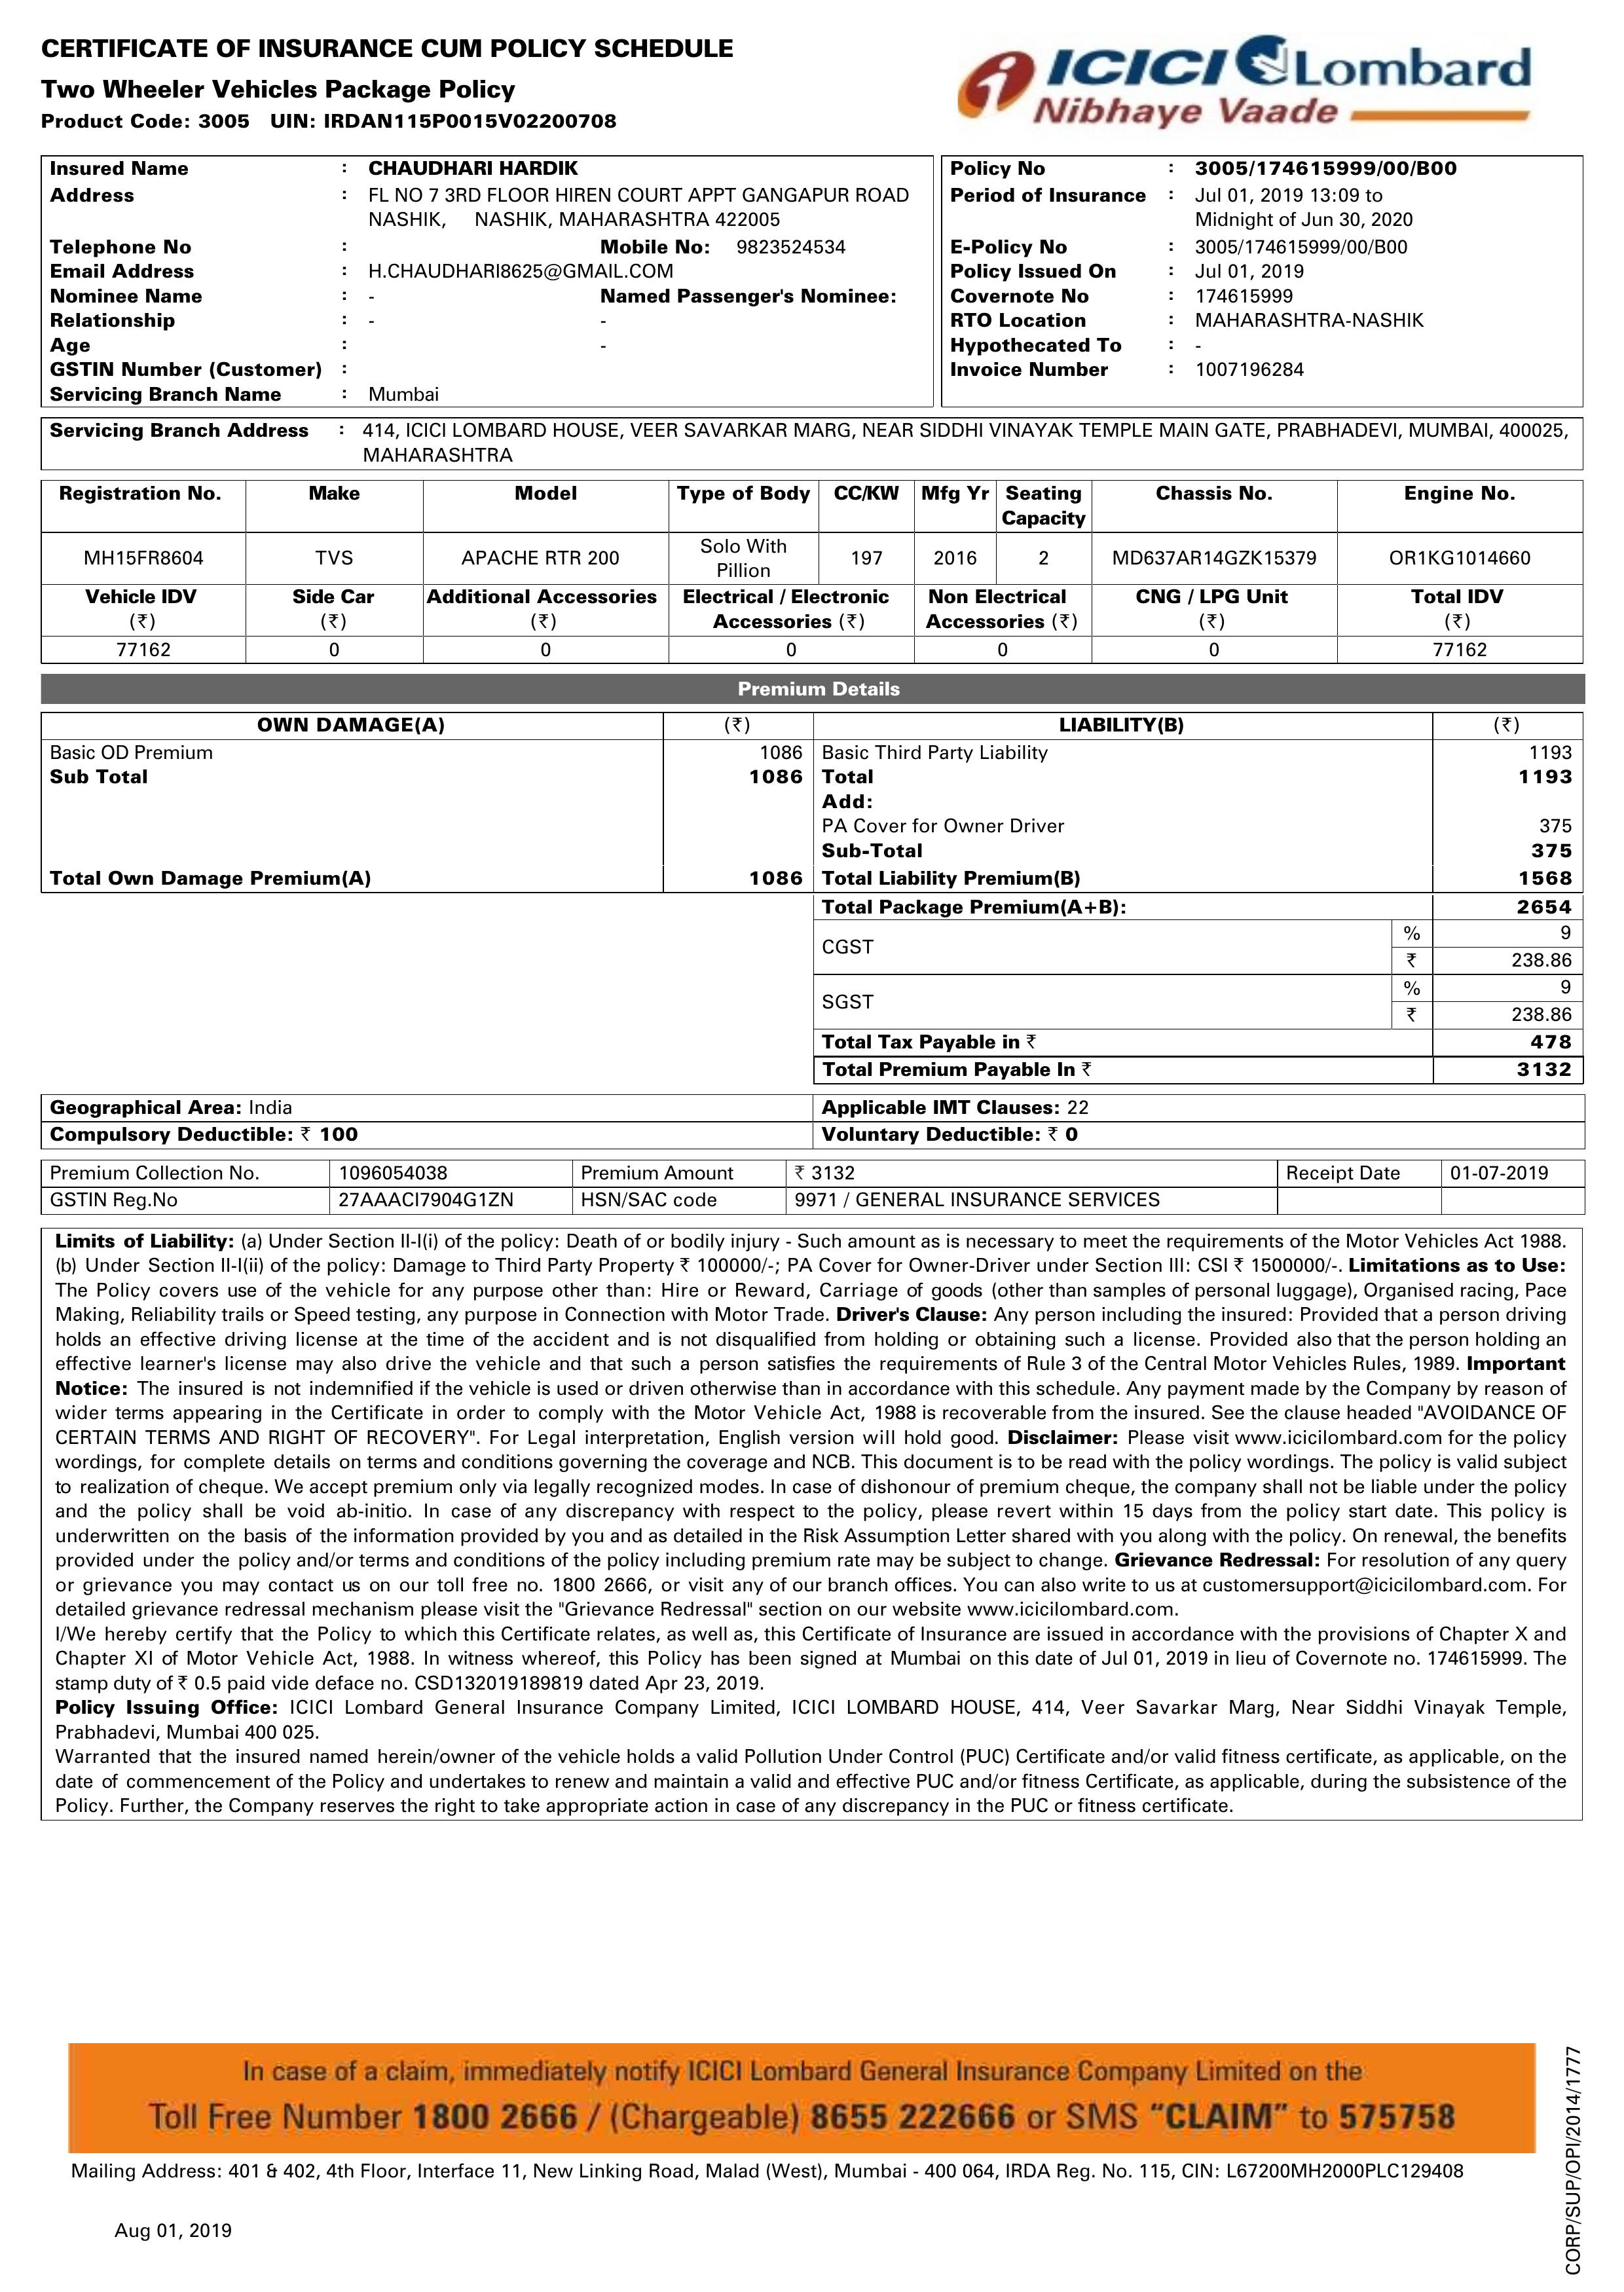 CERTIFICATE OF INSURANCE CUM POLICY SCHEDULE
Two Wheeler Vehicles Package Policy
Product Code: 3005 UIN: IRDAN115P0015V02200708
ICICI Lombard
Nibhaye Vaade
Insured Name : CHAUDHARI HARDIK
Address : FL NO 7 3RD FLOOR HIREN COURT APPT GANGAPUR ROAD
NASHIK, NASHIK, MAHARASHTRA 422005
Telephone No : Mobile No: 9823524534
Email Address : H.CHAUDHARI8625@GMAIL.COM
Nominee Name : - Named Passenger's Nominee:
Relationship : - -
Age : -
GSTIN Number (Customer) :
Servicing Branch Name : Mumbai
Policy No : 3005/174615999/00/B00
Period of Insurance : Jul 01, 2019 13:09 to
Midnight of Jun 30, 2020
E-Policy No : 3005/174615999/00/B00
Policy Issued On : Jul 01, 2019
Covernote No : 174615999
RTO Location : MAHARASHTRA-NASHIK
Hypothecated To : -
Invoice Number : 1007196284
Servicing Branch Address : 414, ICICI LOMBARD HOUSE, VEER SAVARKAR MARG, NEAR SIDDHI VINAYAK TEMPLE MAIN GATE, PRABHADEVI, MUMBAI, 400025,
MAHARASHTRA
Registration No. Make Model Type of Body CC/KW Mfg Yr Seating Capacity Chassis No. Engine No.
MH15FR8604 TVS APACHE RTR 200 Solo With Pillion 197 2016 2 MD637AR14GZK15379 OR1KG1014660
Vehicle IDV (₹) Side Car (₹) Additional Accessories (₹) Electrical / Electronic Accessories (₹) Non Electrical Accessories (₹) CNG / LPG Unit (₹) Total IDV (₹)
77162 0 0 0 0 0 77162
Premium Details
OWN DAMAGE(A) (₹) LIABILITY(B) (₹)
Basic OD Premium 1086 Basic Third Party Liability 1193
Sub Total 1086 Total 1193
Add:
PA Cover for Owner Driver 375
Sub-Total 375
Total Own Damage Premium(A) 1086 Total Liability Premium(B) 1568
Total Package Premium(A+B): 2654
CGST % 9
₹ 238.86
SGST % 9
₹ 238.86
Total Tax Payable in ₹ 478
Total Premium Payable In ₹ 3132
Geographical Area: India Applicable IMT Clauses: 22
Compulsory Deductible: ₹ 100 Voluntary Deductible: ₹ 0
Premium Collection No. 1096054038 Premium Amount ₹ 3132 Receipt Date 01-07-2019
GSTIN Reg.No 27AAACI7904G1ZN HSN/SAC code 9971 / GENERAL INSURANCE SERVICES
Limits of Liability: (a) Under Section II-I(i) of the policy: Death of or bodily injury - Such amount as is necessary to meet the requirements of the Motor Vehicles Act 1988.
(b) Under Section II-I(ii) of the policy: Damage to Third Party Property ₹ 100000/-; PA Cover for Owner-Driver under Section III: CSI ₹ 1500000/-. Limitations as to Use:
The Policy covers use of the vehicle for any purpose other than: Hire or Reward, Carriage of goods (other than samples of personal luggage), Organised racing, Pace
Making, Reliability trails or Speed testing, any purpose in Connection with Motor Trade. Driver's Clause: Any person including the insured: Provided that a person driving
holds an effective driving license at the time of the accident and is not disqualified from holding or obtaining such a license. Provided also that the person holding an
effective learner's license may also drive the vehicle and that such a person satisfies the requirements of Rule 3 of the Central Motor Vehicles Rules, 1989. Important
Notice: The insured is not indemnified if the vehicle is used or driven otherwise than in accordance with this schedule. Any payment made by the Company by reason of
wider terms appearing in the Certificate in order to comply with the Motor Vehicle Act, 1988 is recoverable from the insured. See the clause headed "AVOIDANCE OF
CERTAIN TERMS AND RIGHT OF RECOVERY". For Legal interpretation, English version will hold good. Disclaimer: Please visit www.icicilombard.com for the policy
wordings, for complete details on terms and conditions governing the coverage and NCB. This document is to be read with the policy wordings. The policy is valid subject
to realization of cheque. We accept premium only via legally recognized modes. In case of dishonour of premium cheque, the company shall not be liable under the policy
and the policy shall be void ab-initio. In case of any discrepancy with respect to the policy, please revert within 15 days from the policy start date. This policy is
underwritten on the basis of the information provided by you and as detailed in the Risk Assumption Letter shared with you along with the policy. On renewal, the benefits
provided under the policy and/or terms and conditions of the policy including premium rate may be subject to change. Grievance Redressal: For resolution of any query
or grievance you may contact us on our toll free no. 1800 2666, or visit any of our branch offices. You can also write to us at customersupport@icicilombard.com. For
detailed grievance redressal mechanism please visit the "Grievance Redressal" section on our website www.icicilombard.com.
I/We hereby certify that the Policy to which this Certificate relates, as well as, this Certificate of Insurance are issued in accordance with the provisions of Chapter X and
Chapter XI of Motor Vehicle Act, 1988. In witness whereof, this Policy has been signed at Mumbai on this date of Jul 01, 2019 in lieu of Covernote no. 174615999. The
stamp duty of ₹ 0.5 paid vide deface no. CSD132019189819 dated Apr 23, 2019.
Policy Issuing Office: ICICI Lombard General Insurance Company Limited, ICICI LOMBARD HOUSE, 414, Veer Savarkar Marg, Near Siddhi Vinayak Temple,
Prabhadevi, Mumbai 400 025.
Warranted that the insured named herein/owner of the vehicle holds a valid Pollution Under Control (PUC) Certificate and/or valid fitness certificate, as applicable, on the
date of commencement of the Policy and undertakes to renew and maintain a valid and effective PUC and/or fitness Certificate, as applicable, during the subsistence of the
Policy. Further, the Company reserves the right to take appropriate action in case of any discrepancy in the PUC or fitness certificate.
In case of a claim, immediately notify ICICI Lombard General Insurance Company Limited on the
Toll Free Number 1800 2666 / (Chargeable) 8655 222666 or SMS “CLAIM” to 575758
Mailing Address: 401 & 402, 4th Floor, Interface 11, New Linking Road, Malad (West), Mumbai - 400 064, IRDA Reg. No. 115, CIN: L67200MH2000PLC129408
Aug 01, 2019
CORP/SUP/OPI/2014/1777